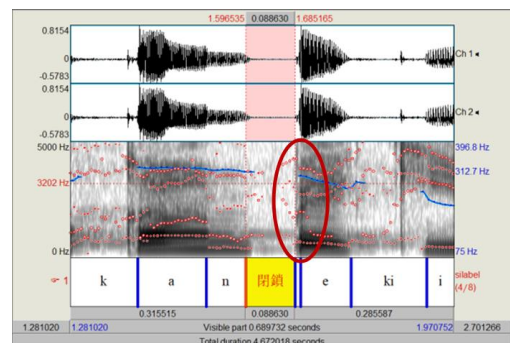 1.596535 0.088630 1.685165
0.8154
0
-0.5783
Ch 1
0.8154
0
-0.5783
Ch 2
5000 Hz 396.8 Hz
312.7 Hz
3202 Hz
0 Hz 75 Hz
1 k a n 閉鎖 e ki i silabel
(4/8)
0.315515 0.088630 0.285587
1.281020 1.281020 Visible part 0.689732 seconds 1.970752 2.701266
Total duration 4.672018 seconds